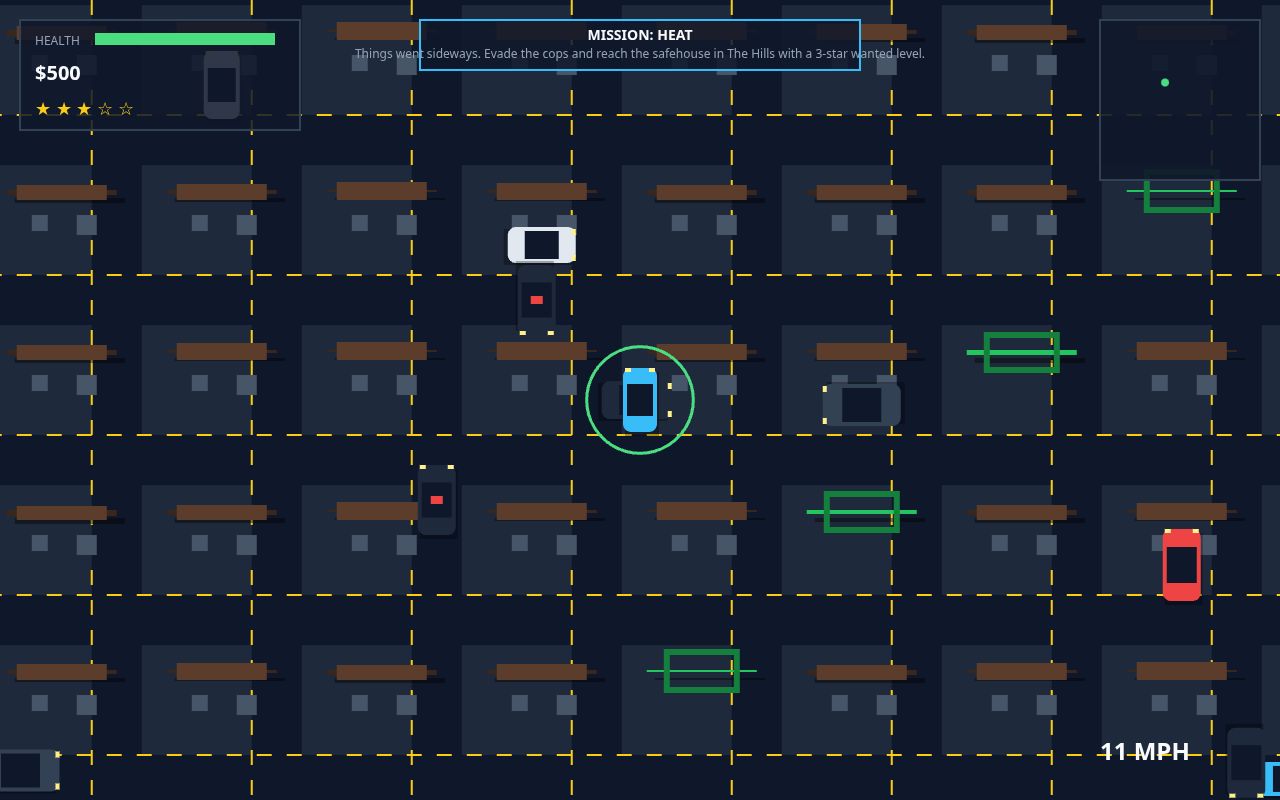 MISSION: HEAT
HEALTH
Things went sideways. Evade the cops and reach the safehouse in The Hills with a 3-star wanted level.
$500
★ ★ ★ ☆ ☆
11 MPH